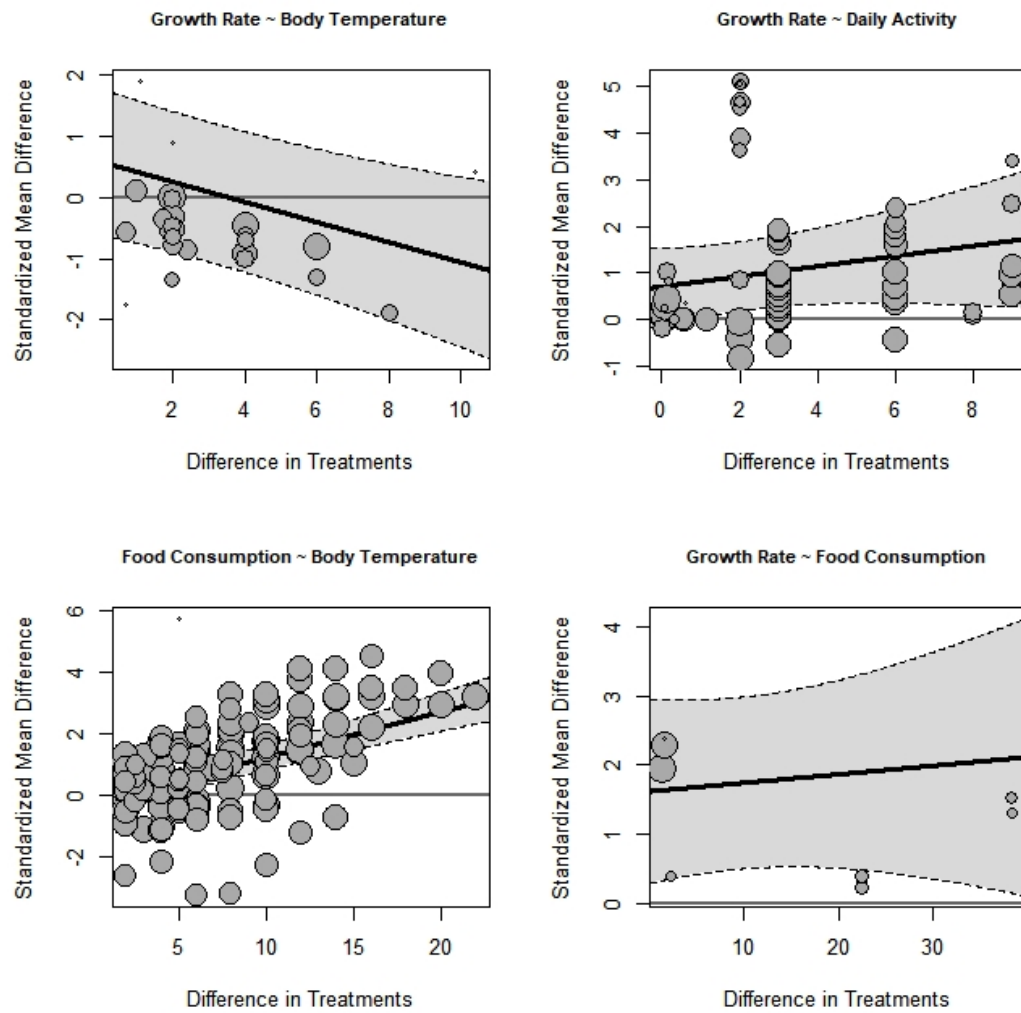 Growth Rate ~ Body Temperature
Standardized Mean Difference
2
1
0
-1
-2
2 4 6 8 10
Difference in Treatments
Growth Rate ~ Daily Activity
Standardized Mean Difference
5
4
3
2
1
0
-1
0 2 4 6 8
Difference in Treatments
Food Consumption ~ Body Temperature
Standardized Mean Difference
6
4
2
0
-2
5 10 15 20
Difference in Treatments
Growth Rate ~ Food Consumption
Standardized Mean Difference
4
3
2
1
0
10 20 30
Difference in Treatments